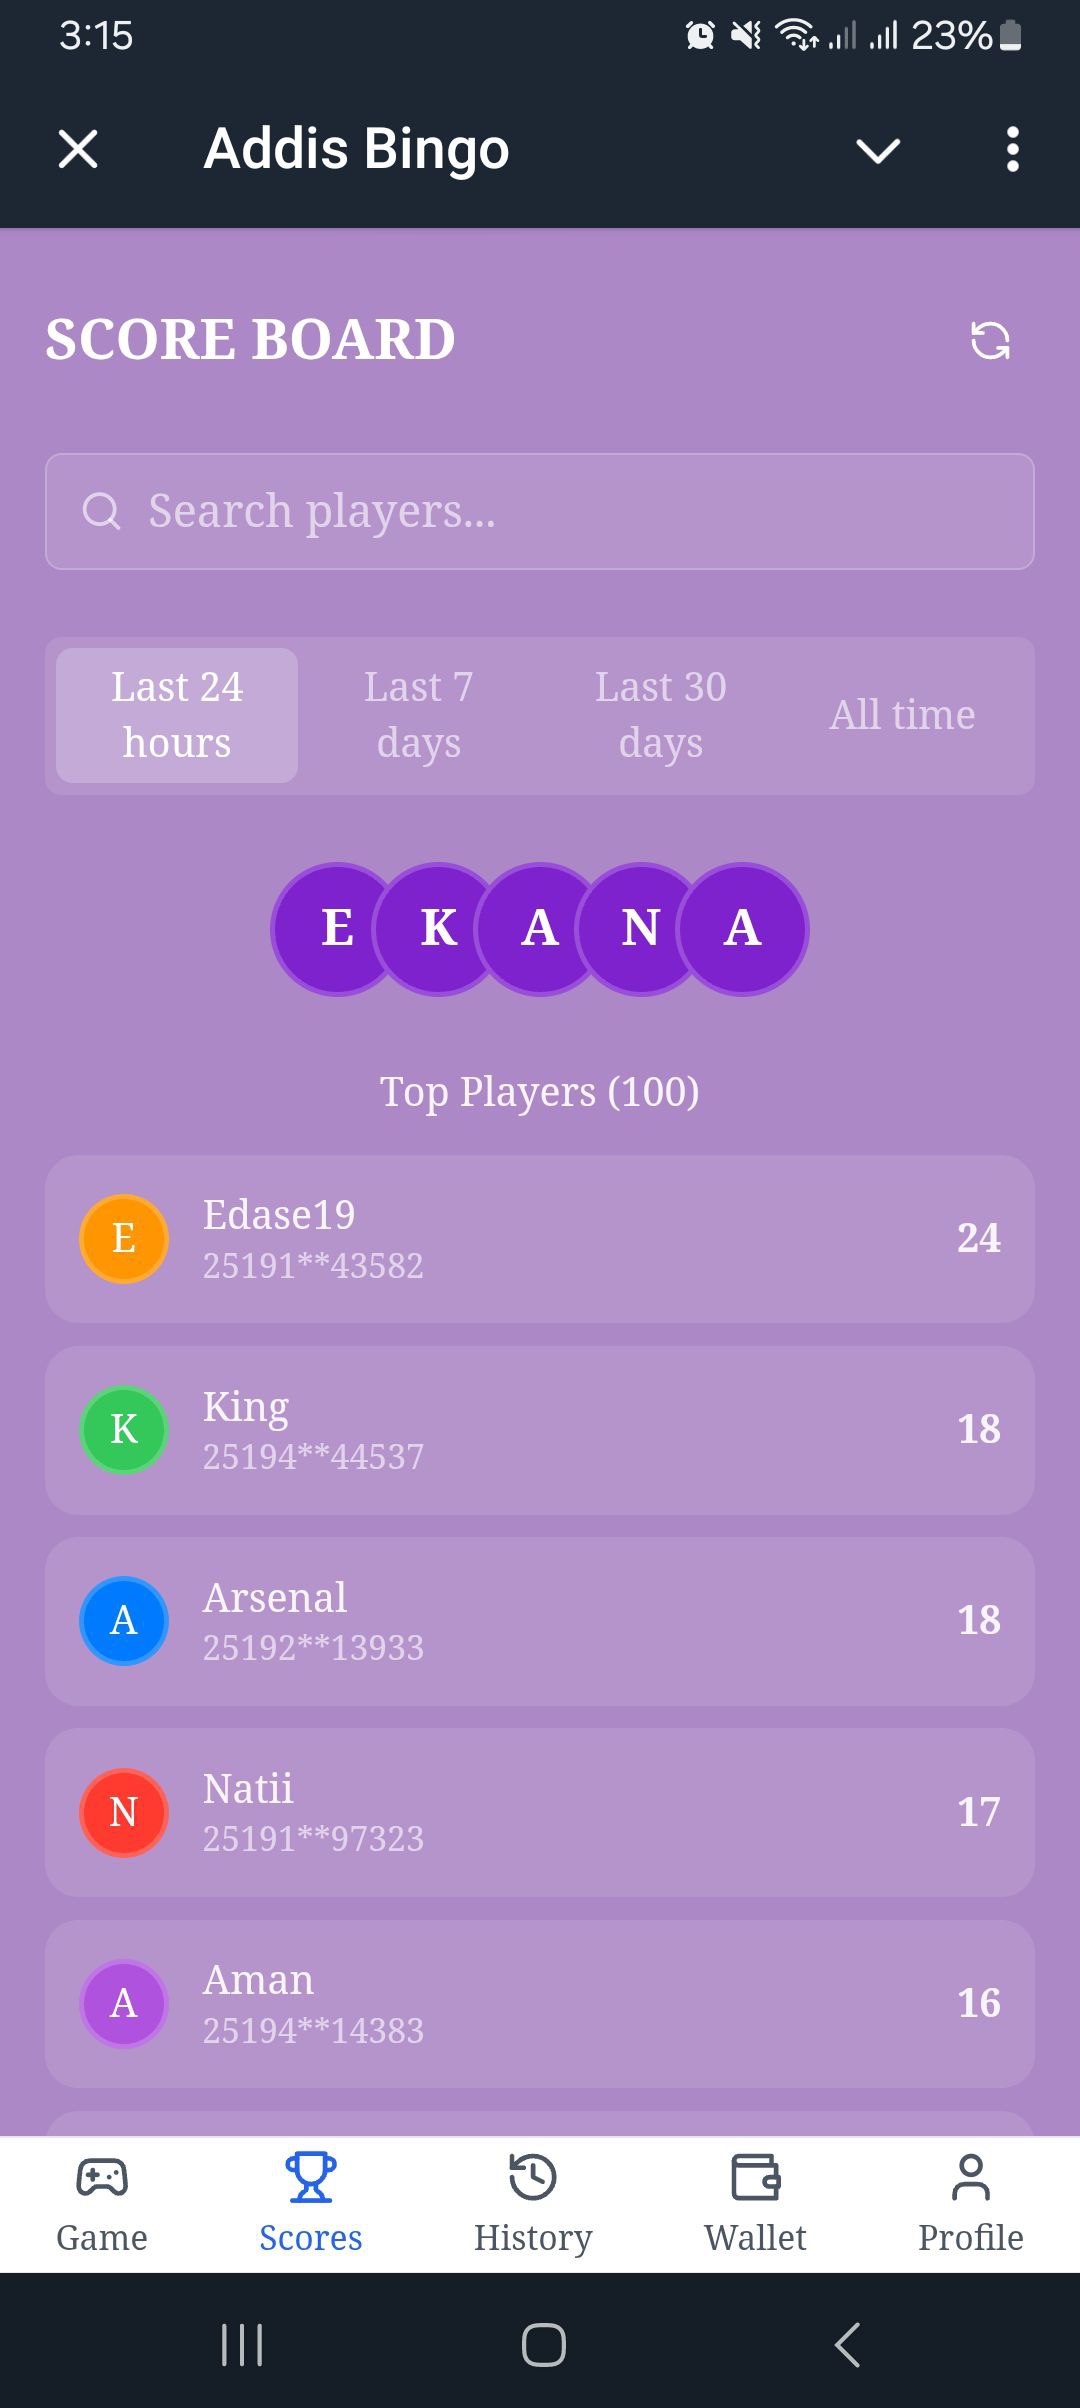 3:15
23%
Addis Bingo
SCORE BOARD
Search players...
Last 24
hours
Last 7
days
Last 30
days
All time
E K A N A
Top Players (100)
E
Edase19
25191**43582
24
K
King
25194**44537
18
A
Arsenal
25192**13933
18
N
Natii
25191**97323
17
A
Aman
25194**14383
16
Game
Scores
History
Wallet
Profile